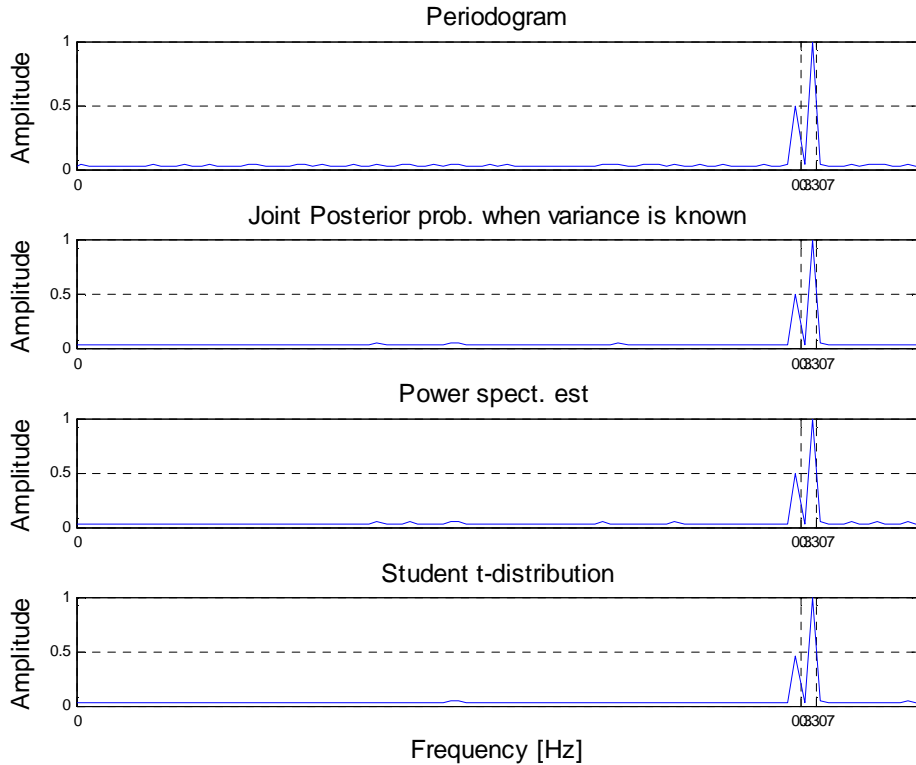 Periodogram
Amplitude
1
0.5
0
0
Joint Posterior prob. when variance is known
Amplitude
1
0.5
0
0
Power spect. est
Amplitude
1
0.5
0
0
Student t-distribution
Amplitude
1
0.5
0
0
Frequency [Hz]